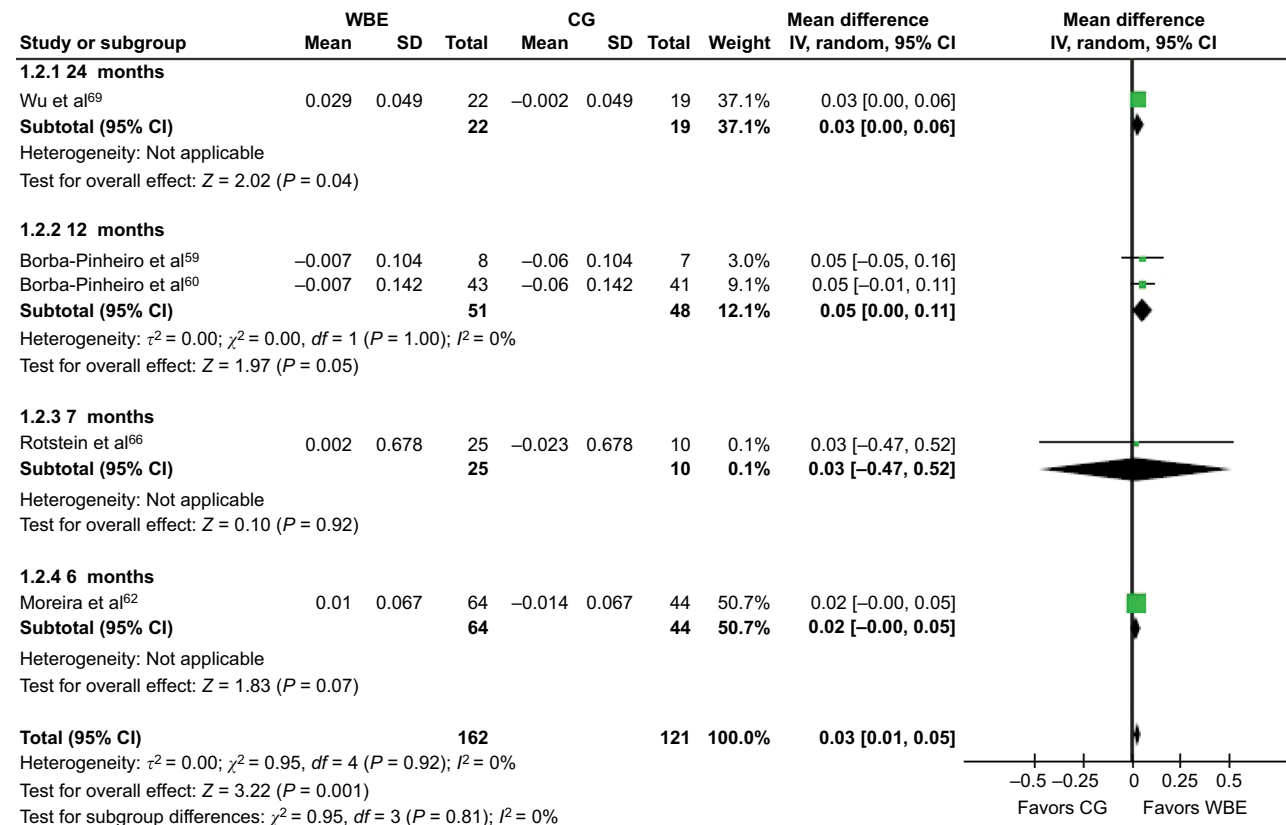 WBE CG Mean difference Mean difference
Study or subgroup Mean SD Total Mean SD Total Weight IV, random, 95% CI IV, random, 95% CI
1.2.1 24 months
Wu et al69 0.029 0.049 22 –0.002 0.049 19 37.1% 0.03 [0.00, 0.06]
Subtotal (95% CI) 22 19 37.1% 0.03 [0.00, 0.06]
Heterogeneity: Not applicable
Test for overall effect: Z = 2.02 (P = 0.04)
1.2.2 12 months
Borba-Pinheiro et al59 –0.007 0.104 8 –0.06 0.104 7 3.0% 0.05 [–0.05, 0.16]
Borba-Pinheiro et al60 –0.007 0.142 43 –0.06 0.142 41 9.1% 0.05 [–0.01, 0.11]
Subtotal (95% CI) 51 48 12.1% 0.05 [0.00, 0.11]
Heterogeneity: τ2 = 0.00; χ2 = 0.00, df = 1 (P = 1.00); I2 = 0%
Test for overall effect: Z = 1.97 (P = 0.05)
1.2.3 7 months
Rotstein et al66 0.002 0.678 25 –0.023 0.678 10 0.1% 0.03 [–0.47, 0.52]
Subtotal (95% CI) 25 10 0.1% 0.03 [–0.47, 0.52]
Heterogeneity: Not applicable
Test for overall effect: Z = 0.10 (P = 0.92)
1.2.4 6 months
Moreira et al62 0.01 0.067 64 –0.014 0.067 44 50.7% 0.02 [–0.00, 0.05]
Subtotal (95% CI) 64 44 50.7% 0.02 [–0.00, 0.05]
Heterogeneity: Not applicable
Test for overall effect: Z = 1.83 (P = 0.07)
Total (95% CI) 162 121 100.0% 0.03 [0.01, 0.05]
Heterogeneity: τ2 = 0.00; χ2 = 0.95, df = 4 (P = 0.92); I2 = 0%
Test for overall effect: Z = 3.22 (P = 0.001)
Test for subgroup differences: χ2 = 0.95, df = 3 (P = 0.81); I2 = 0%
–0.5 –0.25 0 0.25 0.5
Favors CG Favors WBE